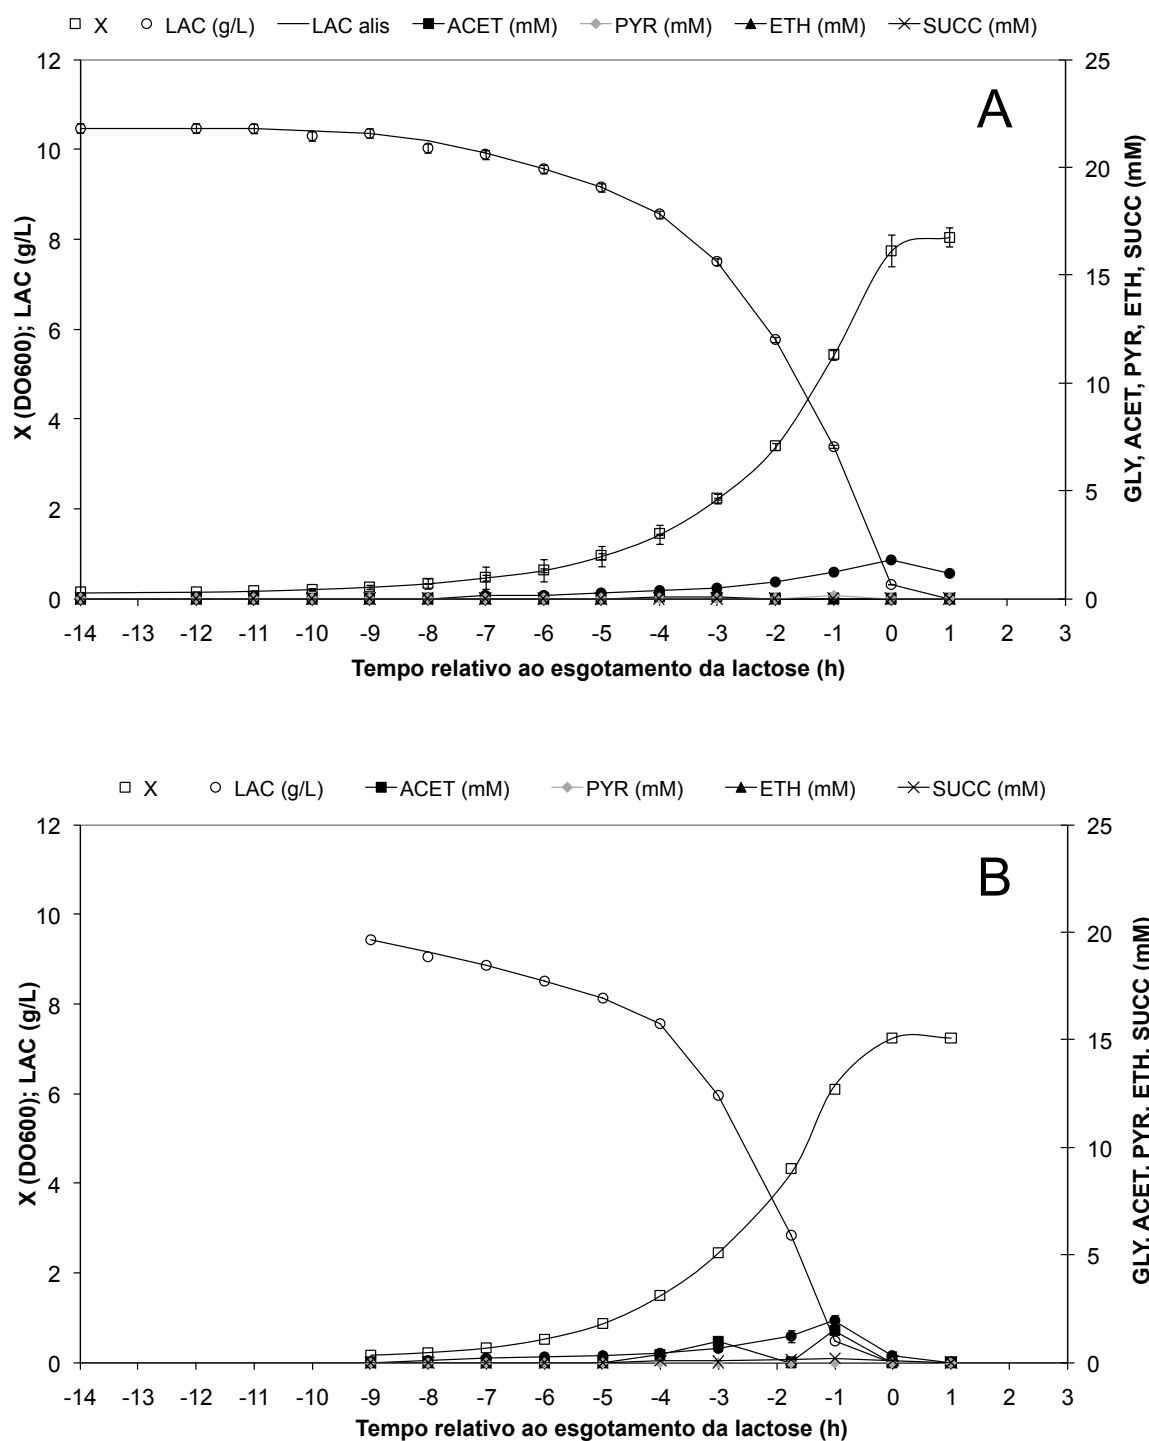 X LAC (g/L) LAC alis ACET (mM) PYR (mM) ETH (mM) SUCC (mM)
A
X (DO600); LAC (g/L)
12
10
8
6
4
2
0
GLY, ACET, PYR, ETH, SUCC (mM)
25
20
15
10
5
0
-14 -13 -12 -11 -10 -9 -8 -7 -6 -5 -4 -3 -2 -1 0 1 2 3
Tempo relativo ao esgotamento da lactose (h)
X LAC (g/L) ACET (mM) PYR (mM) ETH (mM) SUCC (mM)
B
X (DO600); LAC (g/L)
12
10
8
6
4
2
0
GLY, ACET, PYR, ETH, SUCC (mM)
25
20
15
10
5
0
-14 -13 -12 -11 -10 -9 -8 -7 -6 -5 -4 -3 -2 -1 0 1 2 3
Tempo relativo ao esgotamento da lactose (h)